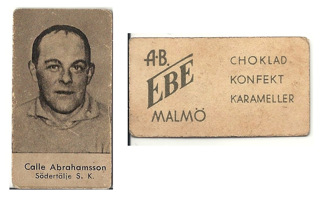 Calle Abrahamsson
Södertälje S. K.
A-B.
EBE
MALMÖ
CHOKLAD
KONFEKT
KARAMELLER